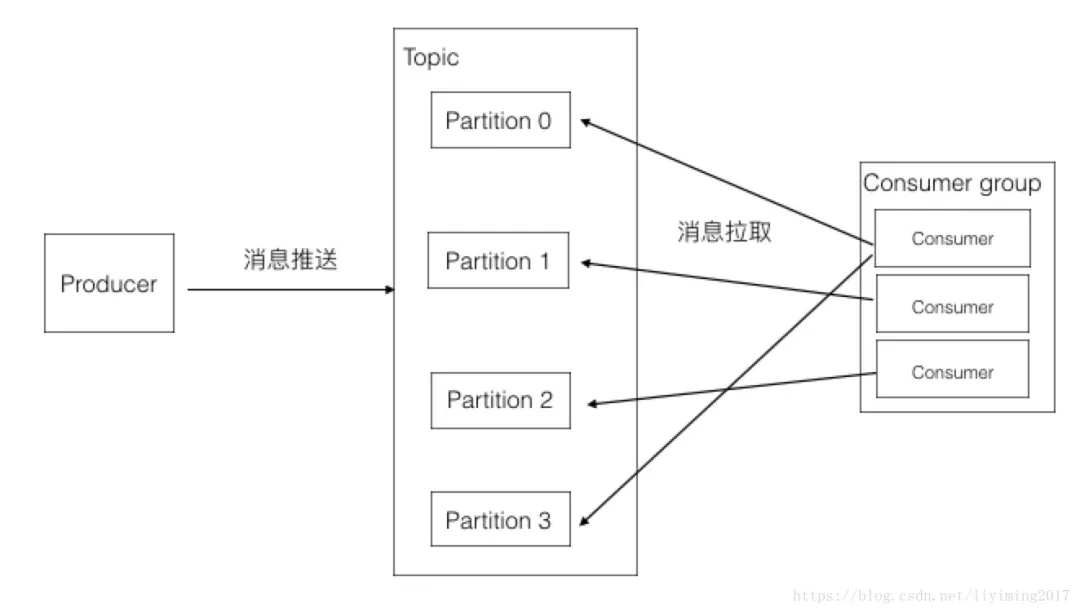 Topic
Partition 0
Consumer group
消息拉取
Consumer
消息推送
Partition 1
Producer
Consumer
Consumer
Partition 2
Partition 3
https://blog.csdn.net/liyiming2017